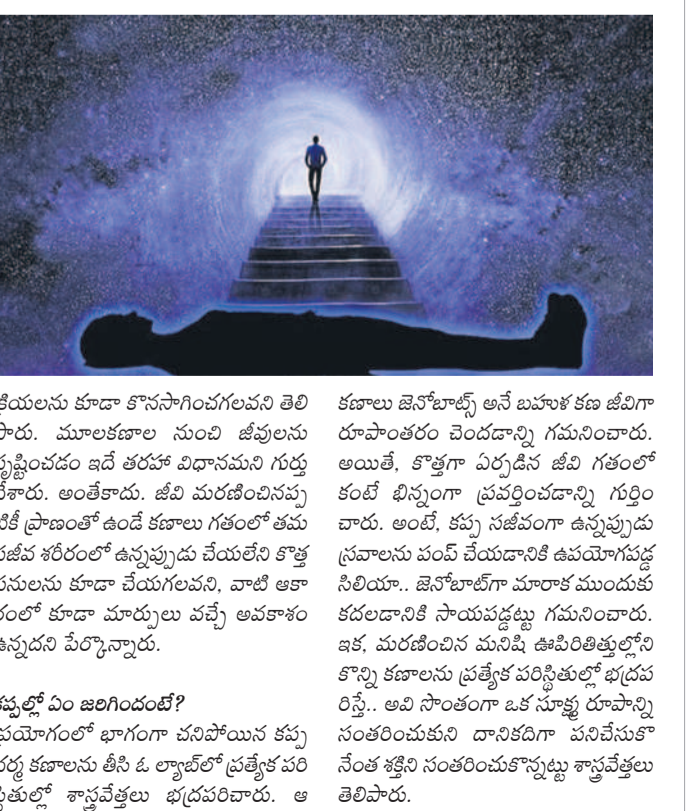 క్రియలను కూడా కొనసాగించగలవని తెలి
పారు. మూలకణాల నుంచి జీవులను
సృష్టించడం ఇదే తరహా విధానమని గుర్తు
చేశారు. అంతేకాదు. జీవి మరణించినప్ప
టికీ ప్రాణంతో ఉండే కణాలు గతంలో తమ
సజీవ శరీరంలో ఉన్నప్పుడు చేయలేని కొత్త
పనులను కూడా చేయగలవని, వాటి ఆకా
రంలో కూడా మార్పులు వచ్చే అవకాశం
ఉన్నదని పేర్కొన్నారు.
కప్పల్లో ఏం జరిగిందంటే?
ప్రయోగంలో భాగంగా చనిపోయిన కప్ప
చర్మ కణాలను తీసి ఓ ల్యాబ్‌లో ప్రత్యేక పరి
స్థితుల్లో శాస్త్రవేత్తలు భద్రపరిచారు. ఆ
కణాలు జెనోబాట్స్ అనే బహుళ కణ జీవిగా
రూపాంతరం చెందడాన్ని గమనించారు.
అయితే, కొత్తగా ఏర్పడిన జీవి గతంలో
కంటే భిన్నంగా ప్రవర్తించడాన్ని గుర్తిం
చారు. అంటే, కప్ప సజీవంగా ఉన్నప్పుడు
స్రవాలను పంప్ చేయడానికి ఉపయోగపడ్డ
సిలియా.. జెనోబాట్‌గా మారాక ముందుకు
కదలడానికి సాయపడ్డట్టు గమనించారు.
ఇక, మరణించిన మనిషి ఊపిరితిత్తుల్లోని
కొన్ని కణాలను ప్రత్యేక పరిస్థితుల్లో భద్రప
రిస్తే.. అవి సొంతంగా ఒక సూక్ష్మ రూపాన్ని
సంతరించుకుని దానికదిగా పనిచేసుకొ
నేంత శక్తిని సంతరించుకొన్నట్టు శాస్త్రవేత్తలు
తెలిపారు.